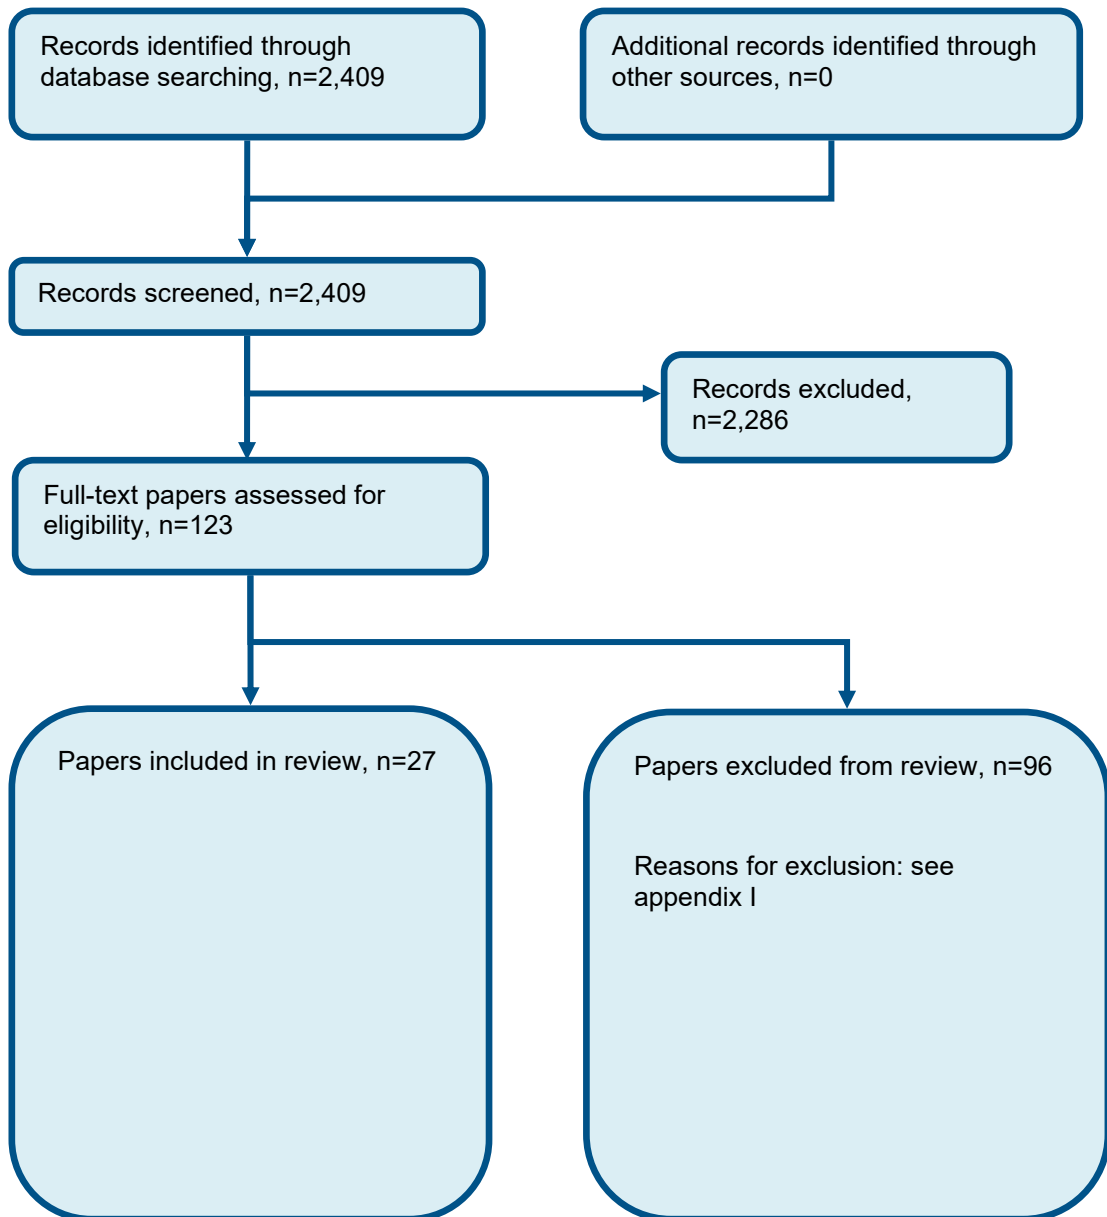 Records identified through
database searching, n=2,409
Additional records identified through
other sources, n=0
Records screened, n=2,409
Records excluded,
n=2,286
Full-text papers assessed for
eligibility, n=123
Papers included in review, n=27
Papers excluded from review, n=96
Reasons for exclusion: see
appendix I